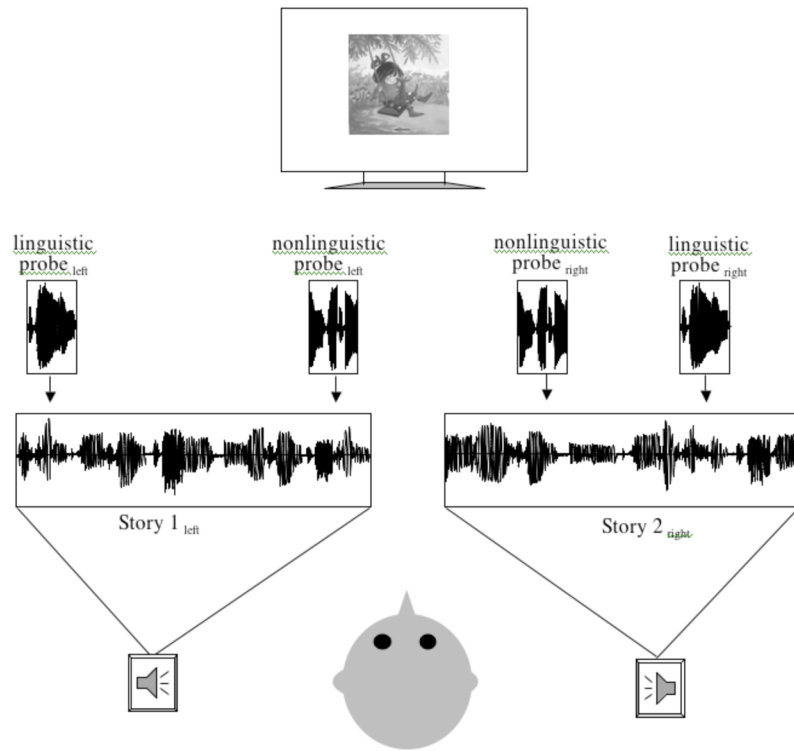 linguistic
probe left
nonlinguistic
probe left
nonlinguistic
probe right
linguistic
probe right
Story 1 left
Story 2 right